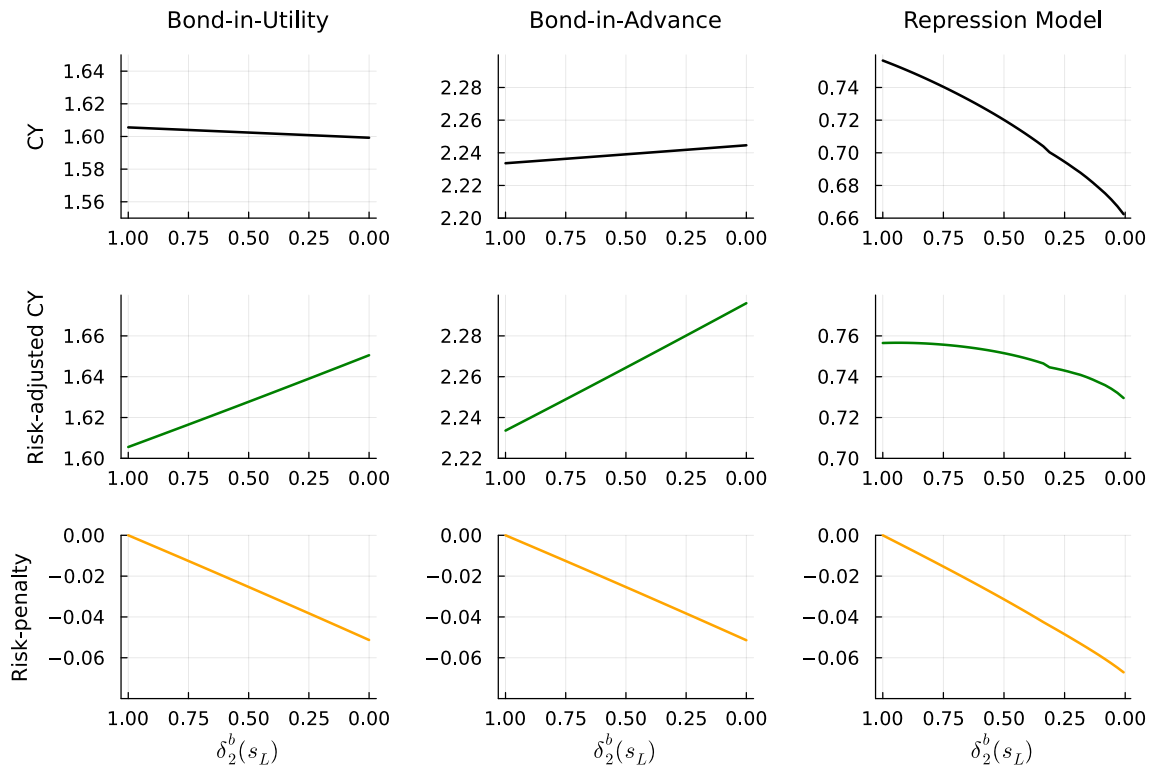 Bond-in-Utility Bond-in-Advance Repression Model
CY
1.64
1.62
1.60
1.58
1.56
1.00 0.75 0.50 0.25 0.00
2.28
2.26
2.24
2.22
2.20
1.00 0.75 0.50 0.25 0.00
0.74
0.72
0.70
0.68
0.66
1.00 0.75 0.50 0.25 0.00
Risk-adjusted CY
1.66
1.64
1.62
1.60
1.00 0.75 0.50 0.25 0.00
2.28
2.26
2.24
2.22
1.00 0.75 0.50 0.25 0.00
0.76
0.74
0.72
0.70
1.00 0.75 0.50 0.25 0.00
Risk-penalty
0.00
−0.02
−0.04
−0.06
1.00 0.75 0.50 0.25 0.00
δ₂ᵇ(s_L)
0.00
−0.02
−0.04
−0.06
1.00 0.75 0.50 0.25 0.00
δ₂ᵇ(s_L)
0.00
−0.02
−0.04
−0.06
1.00 0.75 0.50 0.25 0.00
δ₂ᵇ(s_L)